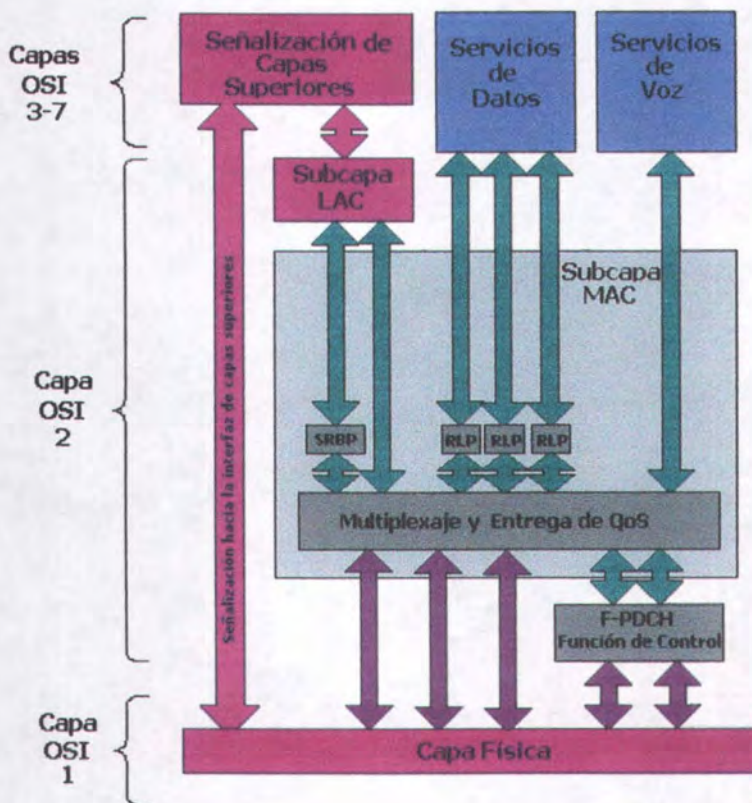 Capas
OSI
3-7
Señalización de
Capas
Superiores
Servicios
de
Datos
Servicios
de
Voz
Subcapa
LAC
Subcapa
MAC
Señalización hacia la interfaz de capas superiores
Capa
OSI
2
SRBP
RLP
RLP
RLP
Multiplexaje y Entrega de QoS
F-PDCH
Función de Control
Capa
OSI
1
Capa Física